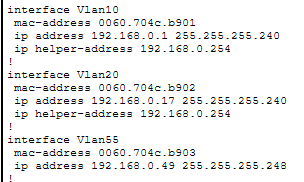 interface Vlan10
mac-address 0060.704c.b901
ip address 192.168.0.1 255.255.255.240
ip helper-address 192.168.0.254
!
interface Vlan20
mac-address 0060.704c.b902
ip address 192.168.0.17 255.255.255.240
ip helper-address 192.168.0.254
!
interface Vlan55
mac-address 0060.704c.b903
ip address 192.168.0.49 255.255.255.248
!